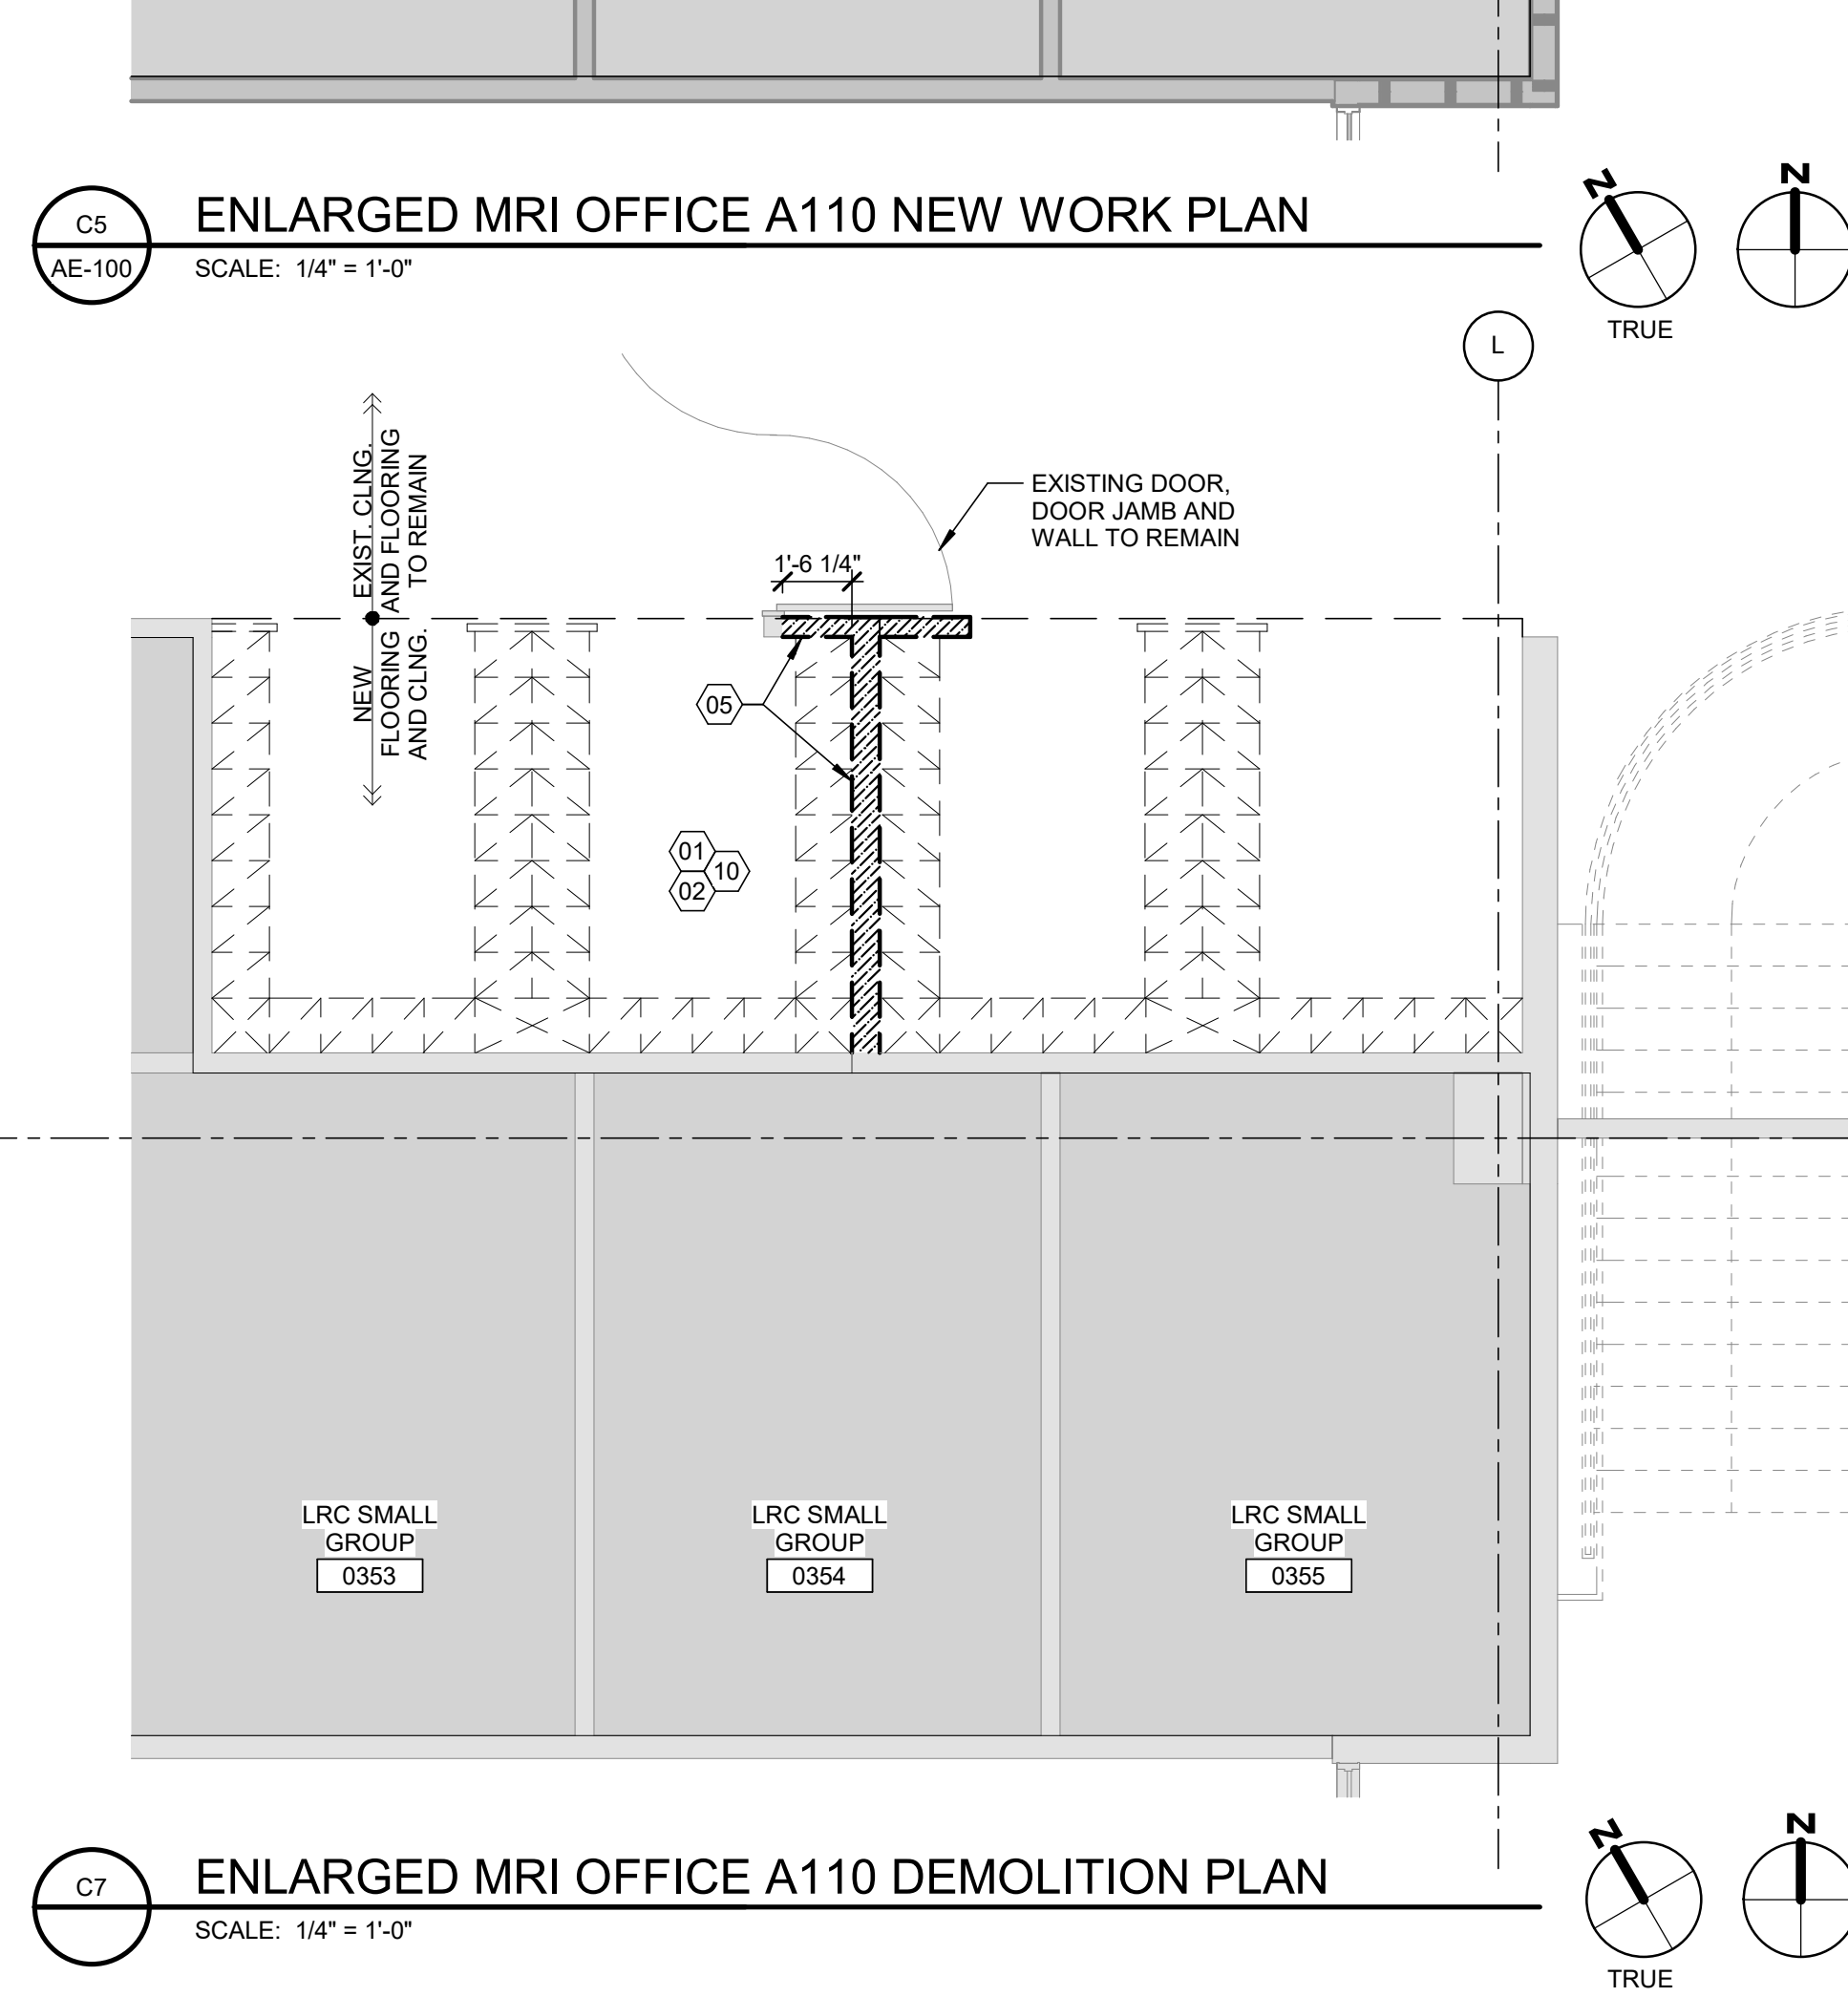 C5
AE-100
ENLARGED MRI OFFICE A110 NEW WORK PLAN
SCALE: 1/4" = 1'-0"
N
TRUE
N
L
EXIST. CLNG.
AND FLOORING
TO REMAIN
NEW
FLOORING
AND CLNG.
EXISTING DOOR,
DOOR JAMB AND
WALL TO REMAIN
1'-6 1/4"
05
01
10
02
LRC SMALL
GROUP
0353
LRC SMALL
GROUP
0354
LRC SMALL
GROUP
0355
C7
ENLARGED MRI OFFICE A110 DEMOLITION PLAN
SCALE: 1/4" = 1'-0"
N
TRUE
N